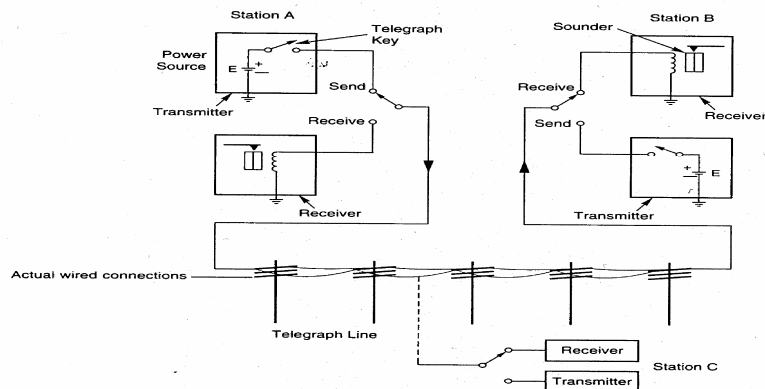 Station A
Telegraph
Key
Power
Source
E
+
Transmitter
Send
Receive
Receiver
Station B
Sounder
Receive
Receiver
Send
+
E
Transmitter
Actual wired connections
Telegraph Line
Receiver
Station C
Transmitter